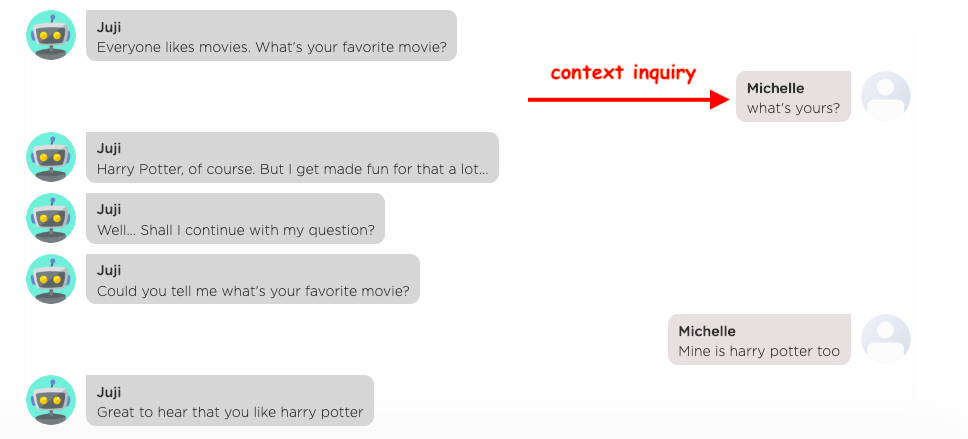 Juji
Everyone likes movies. What's your favorite movie?
context inquiry
Michelle
what's yours?
Juji
Harry Potter, of course. But I get made fun for that a lot...
Juji
Well... Shall I continue with my question?
Juji
Could you tell me what's your favorite movie?
Michelle
Mine is harry potter too
Juji
Great to hear that you like harry potter